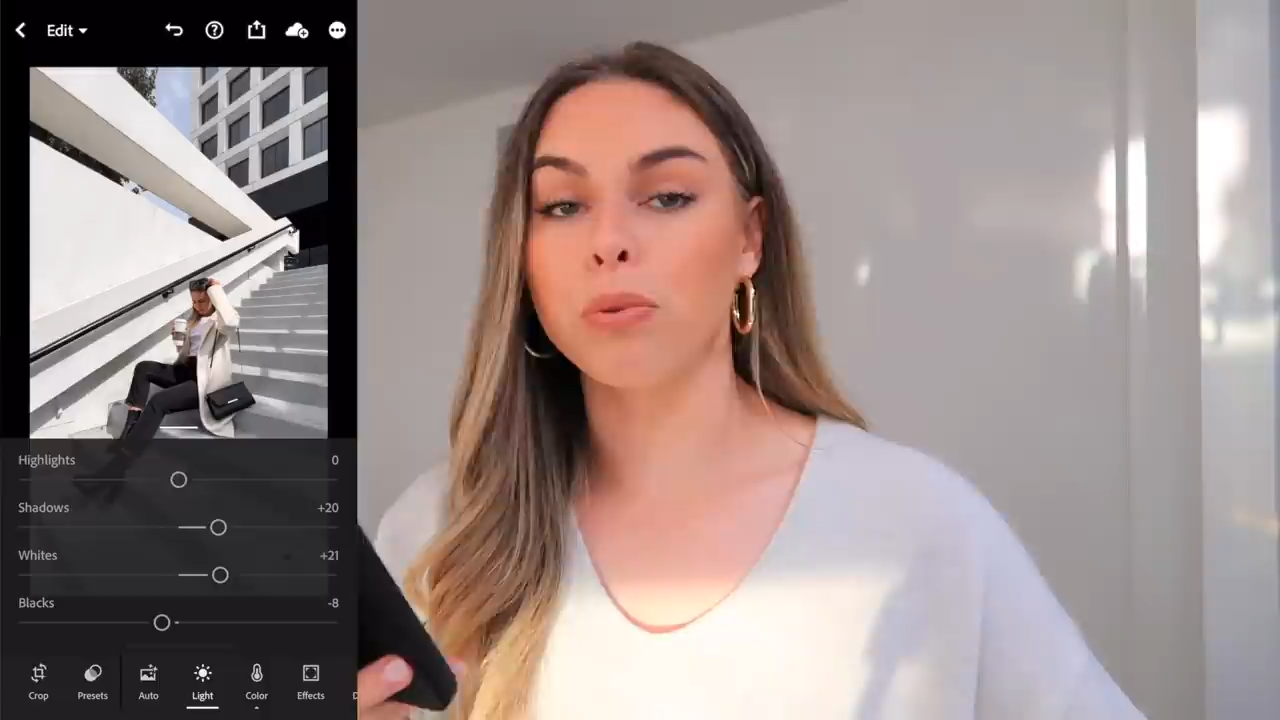 Edit
Highlights 0
Shadows +20
Whites +21
Blacks -8
Crop Presets Auto Light Color Effects D